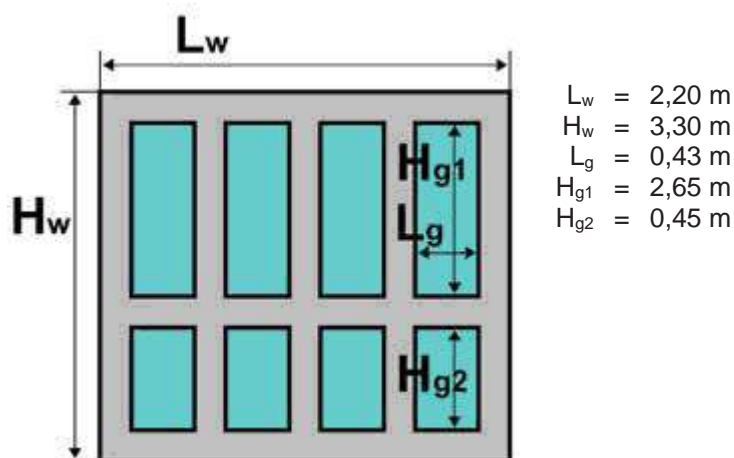 Lw
Hw
Hg1
Lg
Hg2
Lw = 2,20 m
Hw = 3,30 m
Lg = 0,43 m
Hg1 = 2,65 m
Hg2 = 0,45 m